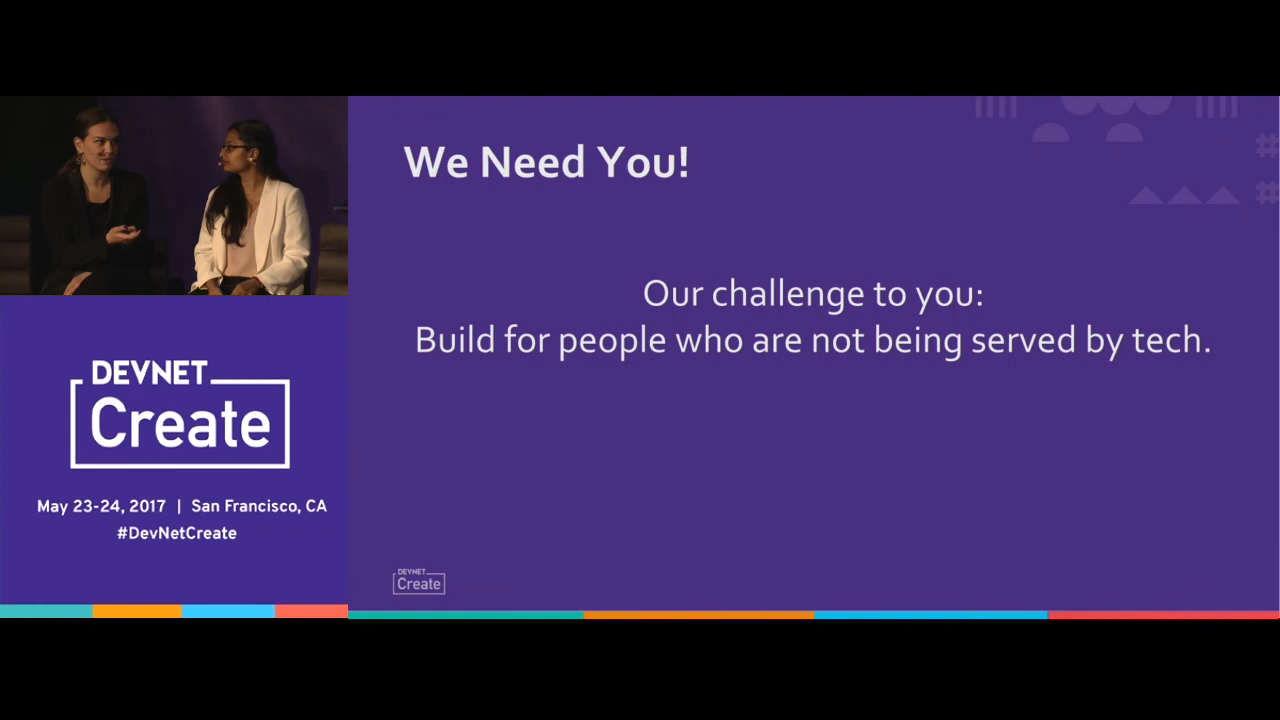 We Need You!
Our challenge to you:
Build for people who are not being served by tech.
DEVNET
Create
May 23-24, 2017 | San Francisco, CA
#DevNetCreate
DEVNET
Create